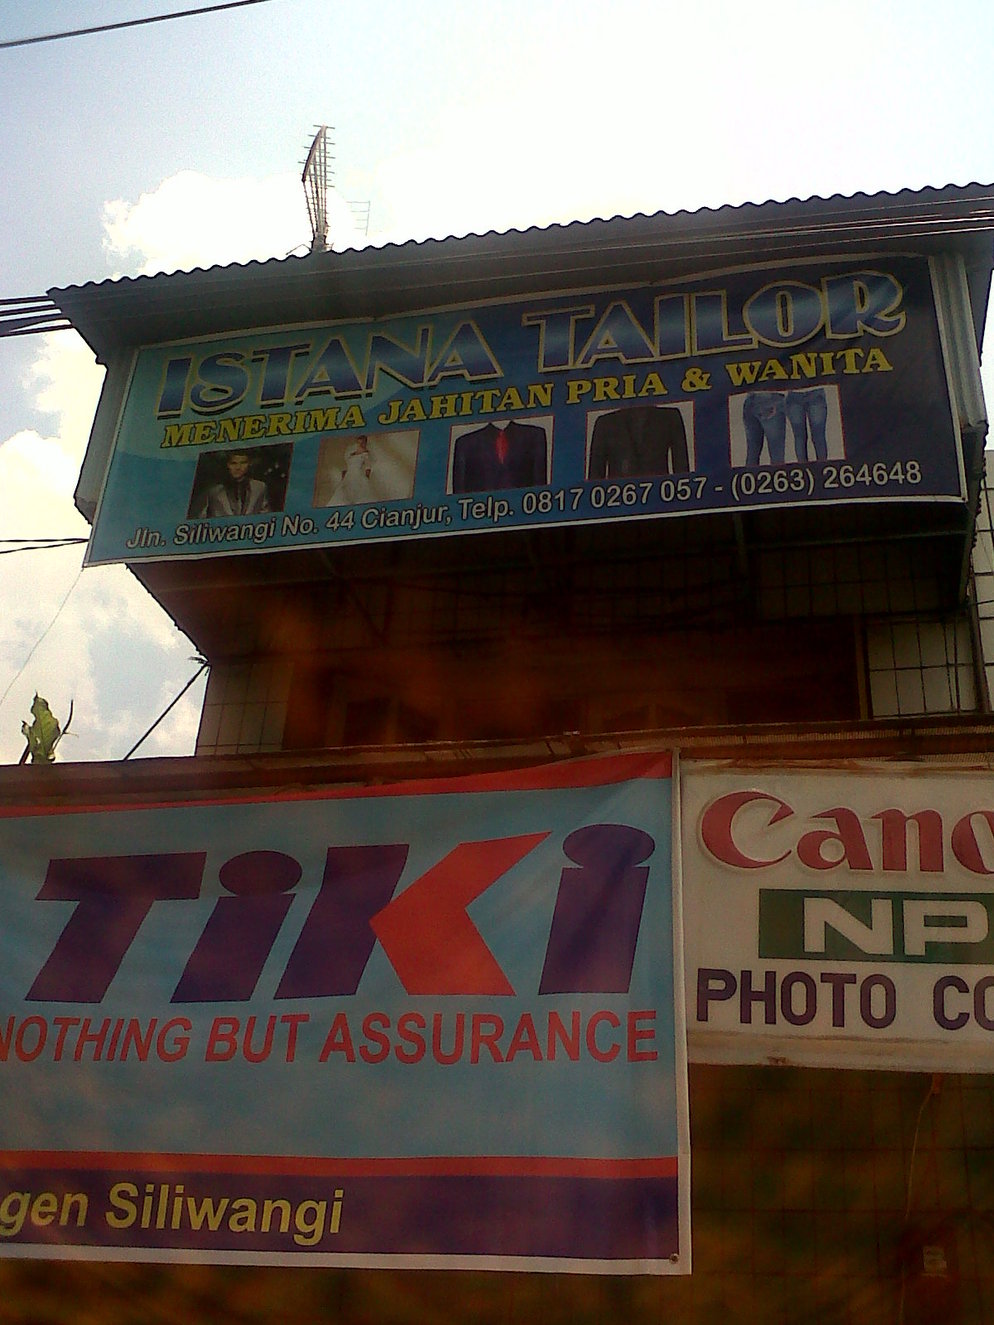 ISTANA TAILOR
MENERIMA JAHITAN PRIA & WANITA
Jln. Siliwangi No. 44 Cianjur, Telp. 0817 0267 057 - (0263) 264648
TiKi
NOTHING BUT ASSURANCE
gen Siliwangi
Cano
NP
PHOTO CO